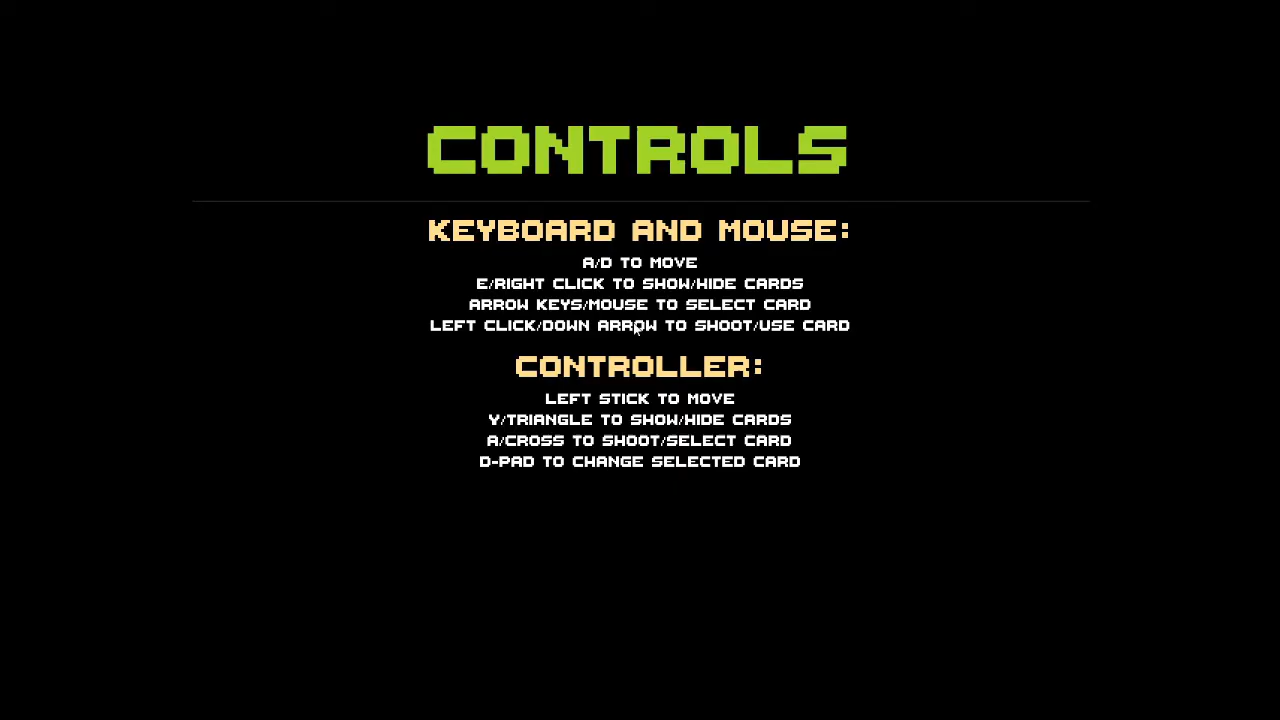 CONTROLS
KEYBOARD AND MOUSE:
A/D TO MOVE
E/RIGHT CLICK TO SHOW/HIDE CARDS
ARROW KEYS/MOUSE TO SELECT CARD
LEFT CLICK/DOWN ARROW TO SHOOT/USE CARD
CONTROLLER:
LEFT STICK TO MOVE
Y/TRIANGLE TO SHOW/HIDE CARDS
A/CROSS TO SHOOT/SELECT CARD
D-PAD TO CHANGE SELECTED CARD